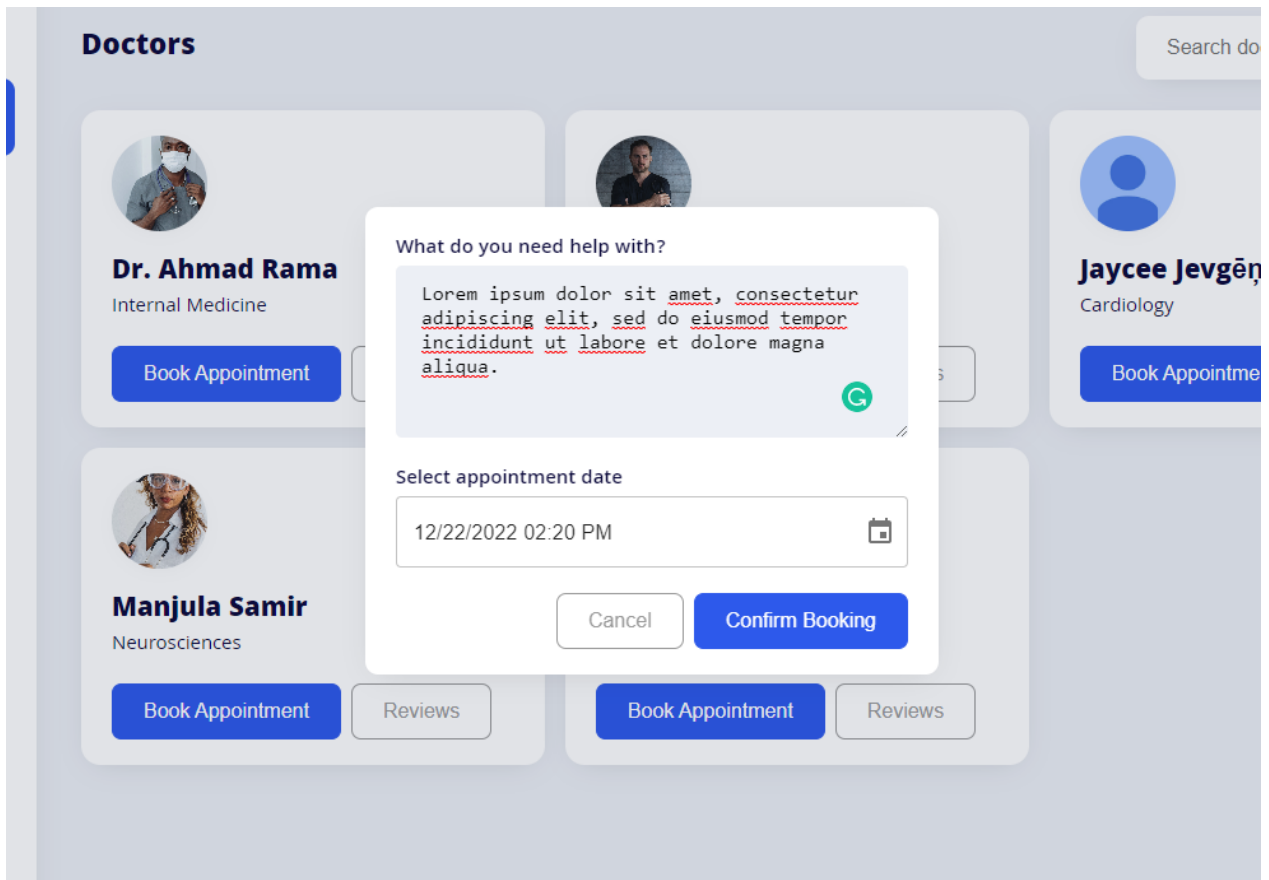 Doctors
Search do
Dr. Ahmad Rama
Internal Medicine
Book Appointment
Jaycee Jevgēņ
Cardiology
Book Appointme
What do you need help with?
Lorem ipsum dolor sit amet, consectetur
adipiscing elit, sed do eiusmod tempor
incididunt ut labore et dolore magna
aliqua.
Select appointment date
12/22/2022 02:20 PM
Cancel
Confirm Booking
Manjula Samir
Neurosciences
Book Appointment
Reviews
Book Appointment
Reviews